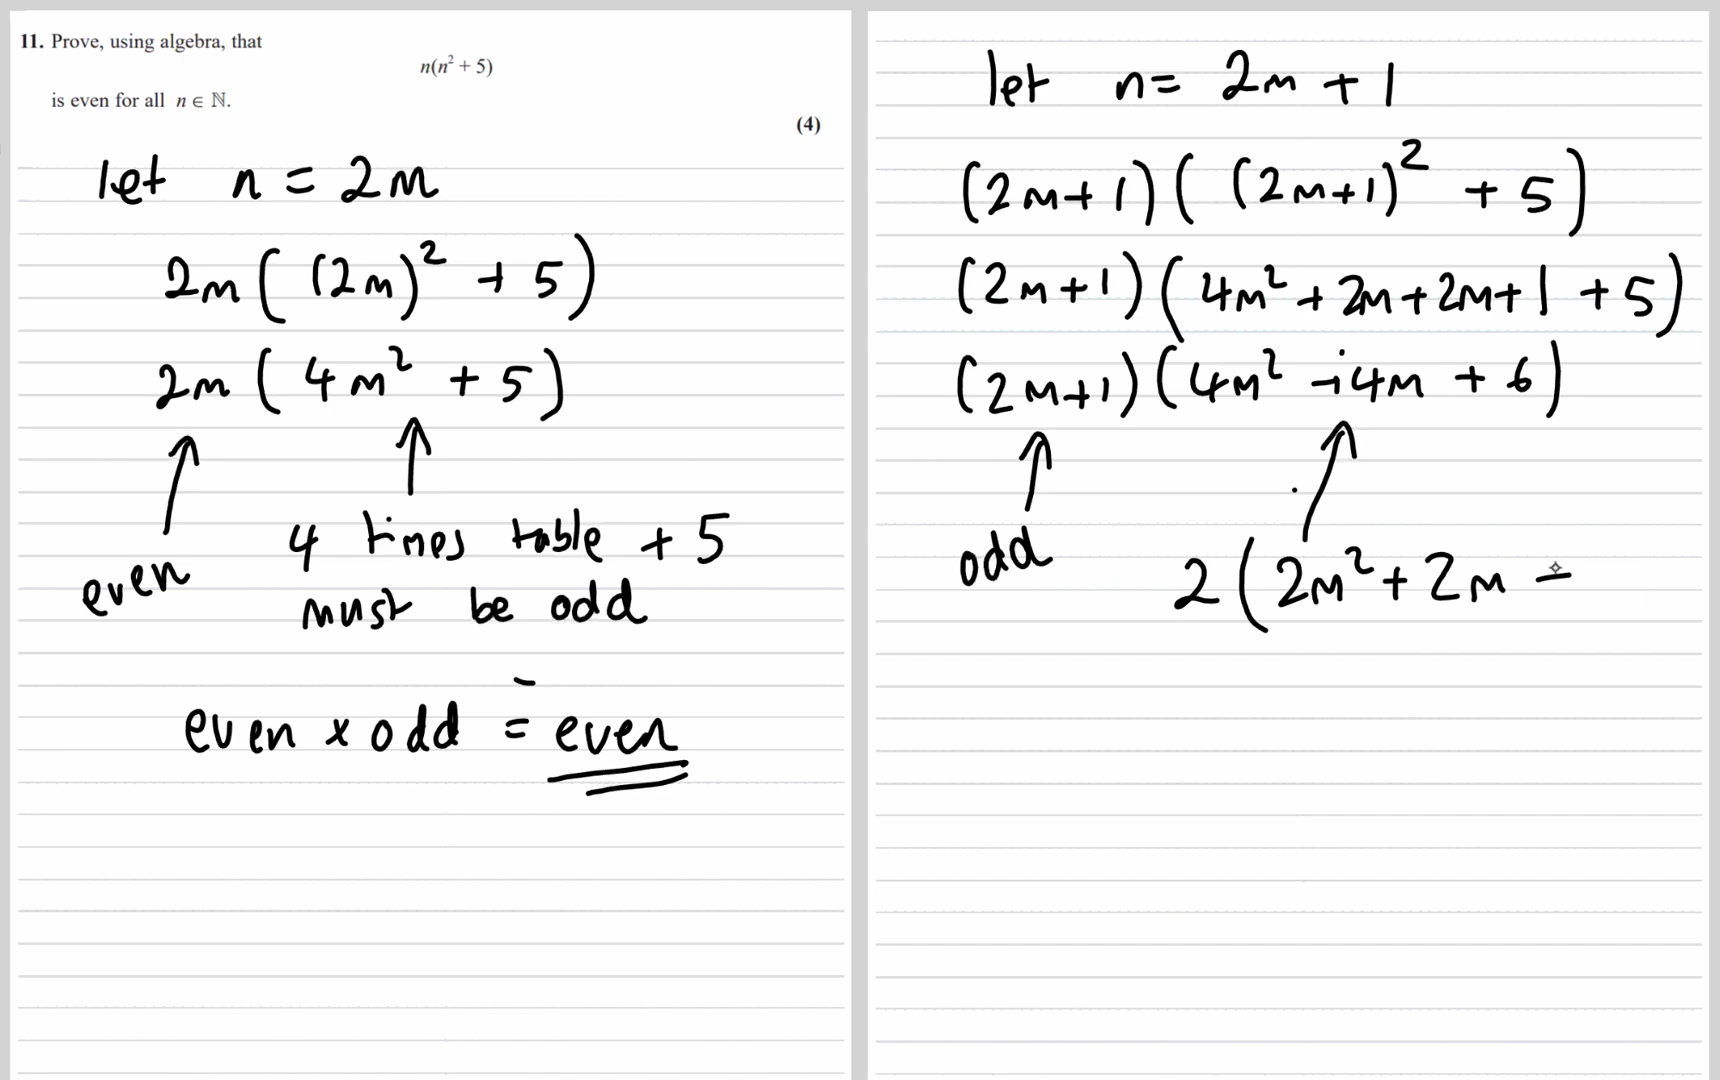 11. Prove, using algebra, that
n(n² + 5)
is even for all n ∈ ℕ.
(4)
let n = 2m
2m ( (2m)² + 5 )
2m ( 4m² + 5 )
even
4 times table + 5
must be odd
even × odd = even
let n = 2m + 1
(2m+1) ( (2m+1)² + 5 )
(2m+1) ( 4m² + 2m + 2m + 1 + 5 )
(2m+1) ( 4m² + 4m + 6 )
odd
2 ( 2m² + 2m –